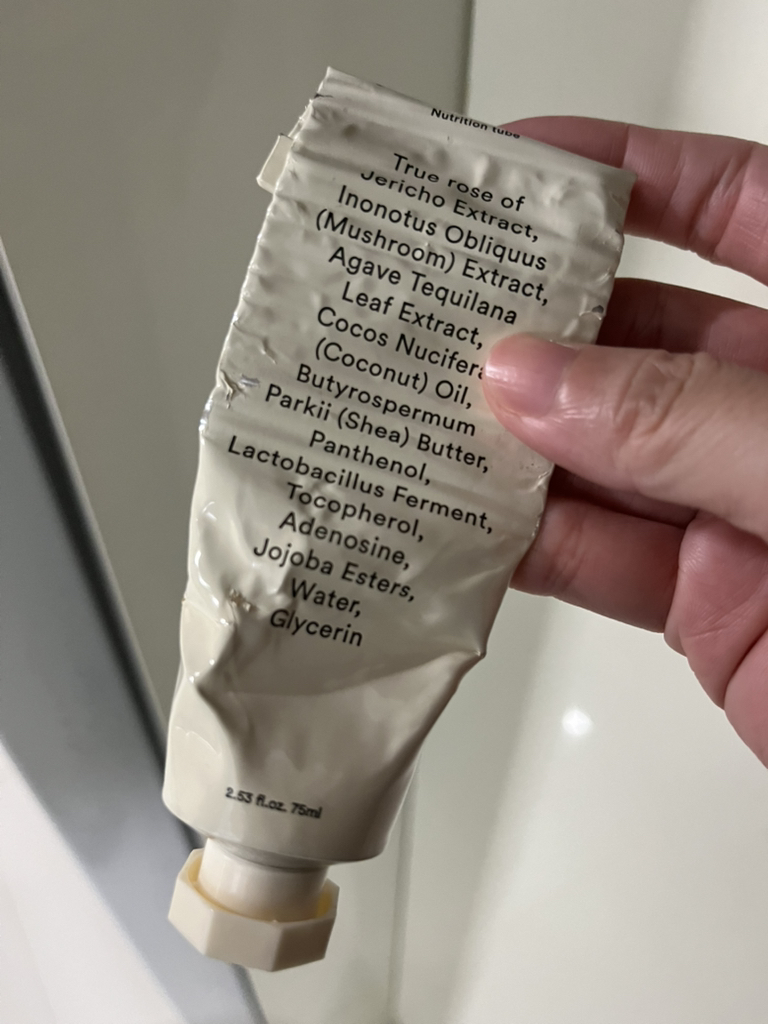 Nutrition tube
True rose of
Jericho Extract,
Inonotus Obliquus
(Mushroom) Extract,
Agave Tequilana
Leaf Extract,
Cocos Nucifera
(Coconut) Oil,
Butyrospermum
Parkii (Shea) Butter,
Panthenol,
Lactobacillus Ferment,
Tocopherol,
Adenosine,
Jojoba Esters,
Water,
Glycerin
2.53 fl.oz. 75ml